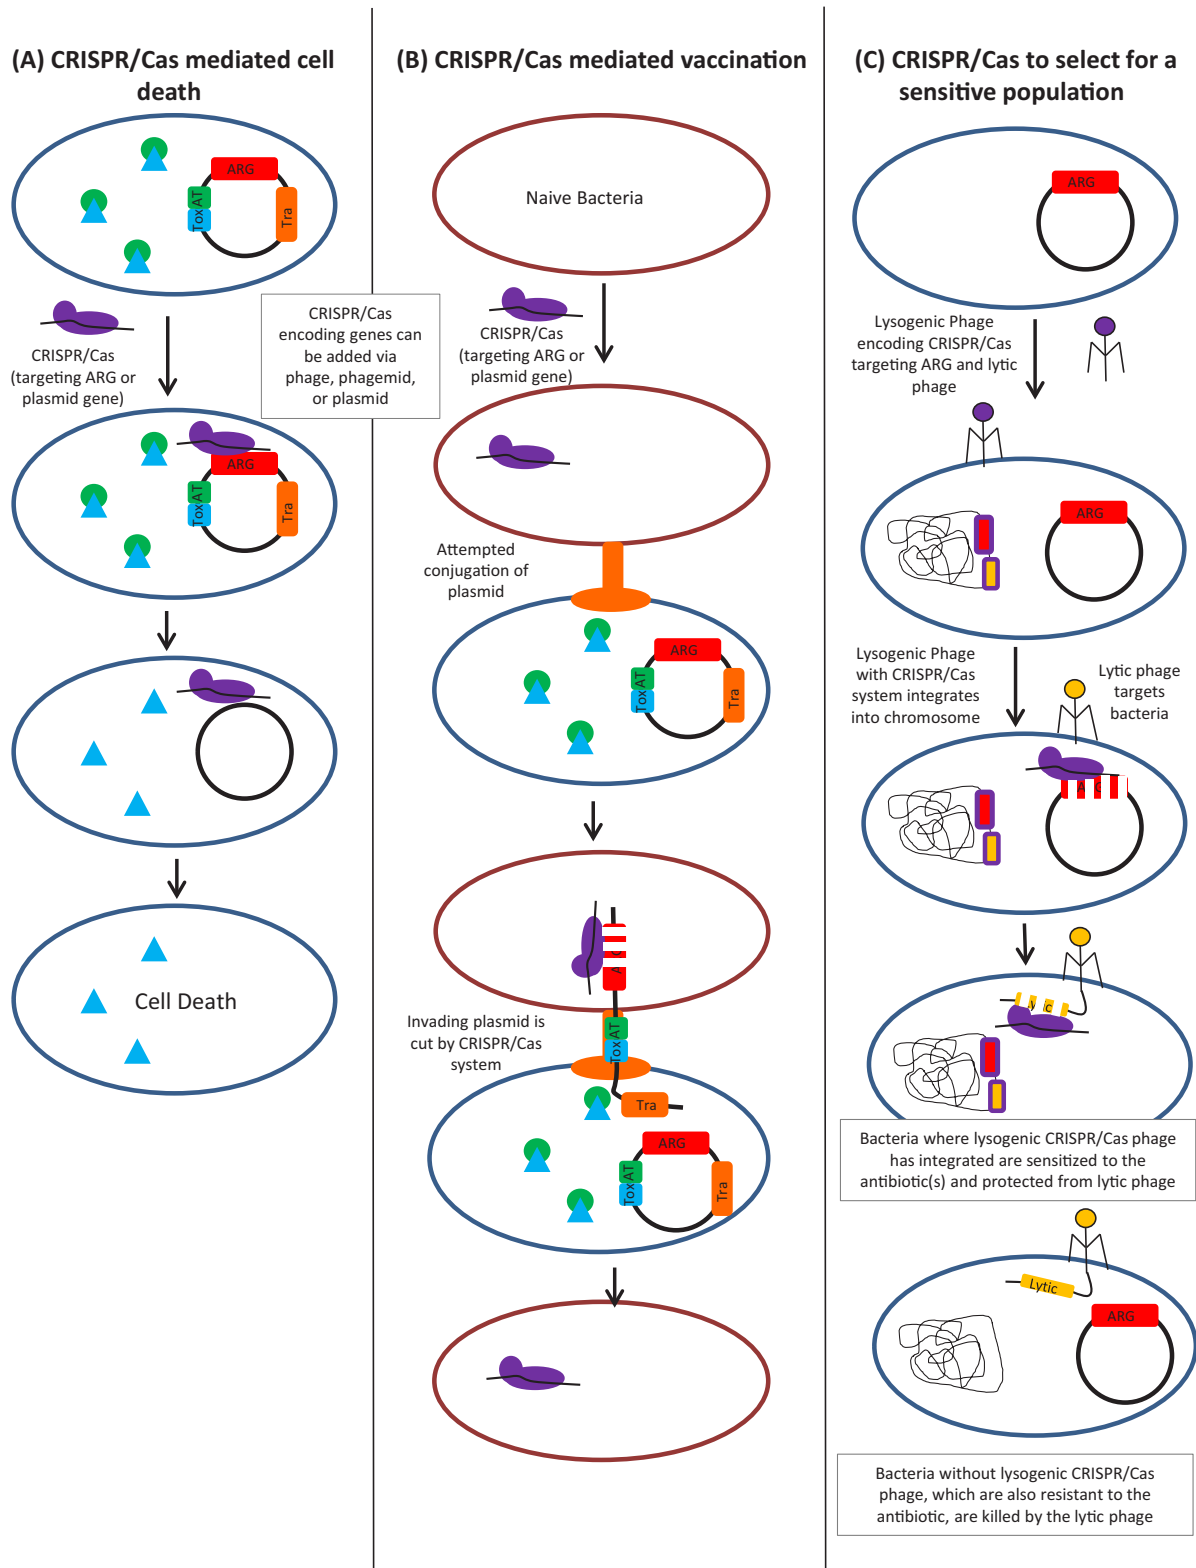 (A) CRISPR/Cas mediated cell
death
ARG
ToxAT
Tra
CRISPR/Cas
(targeting ARG or
plasmid gene)
CRISPR/Cas
encoding genes can
be added via
phage, phagemid,
or plasmid
ARG
ToxAT
Tra
Cell Death
(B) CRISPR/Cas mediated vaccination
Naive Bacteria
CRISPR/Cas
(targeting ARG or
plasmid gene)
Attempted
conjugation of
plasmid
ARG
ToxAT
Tra
Invading plasmid is
cut by CRISPR/Cas
system
ToxAT
Tra
ARG
ToxAT
Tra
(C) CRISPR/Cas to select for a
sensitive population
ARG
Lysogenic Phage
encoding CRISPR/Cas
targeting ARG and lytic
phage
ARG
Lysogenic Phage
with CRISPR/Cas
system integrates
into chromosome
Lytic phage
targets
bacteria
Bacteria where lysogenic CRISPR/Cas phage
has integrated are sensitized to the
antibiotic(s) and protected from lytic phage
Lytic
ARG
Bacteria without lysogenic CRISPR/Cas
phage, which are also resistant to the
antibiotic, are killed by the lytic phage